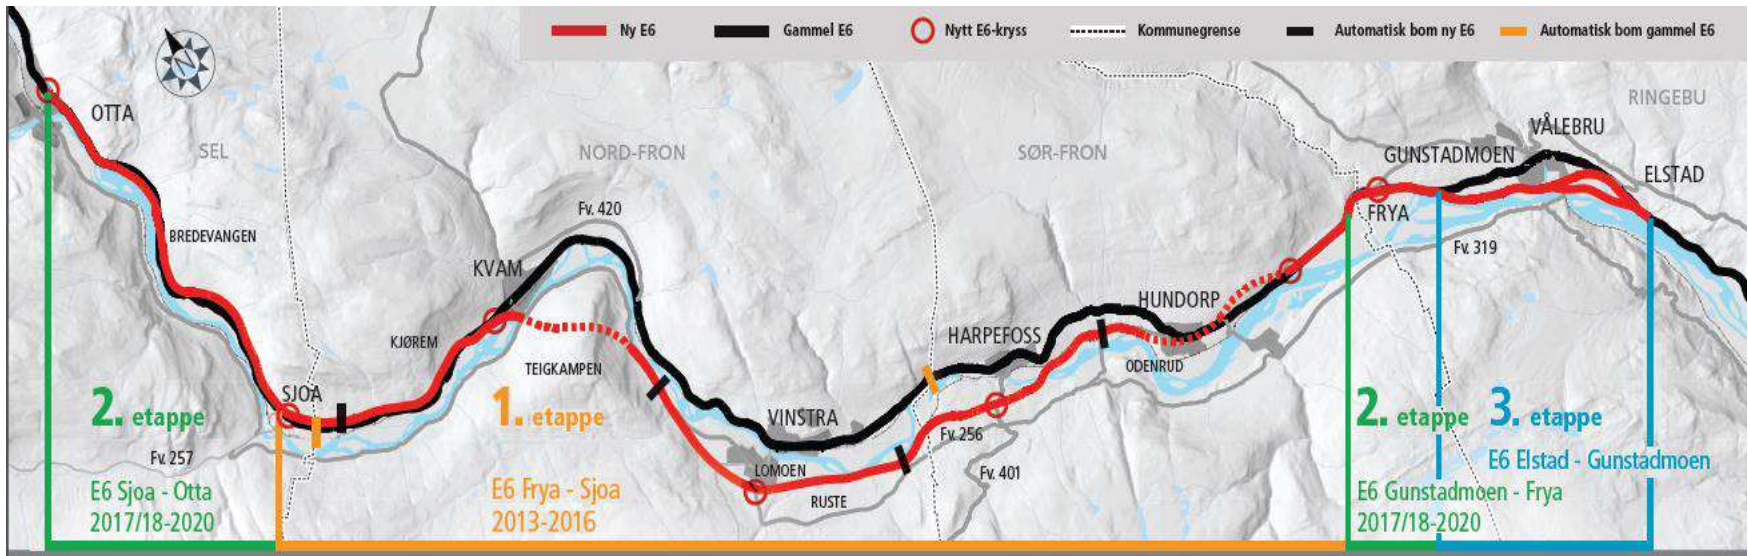 Ny E6
Gammel E6
Nytt E6-kryss
Kommunegrense
Automatisk bom ny E6
Automatisk bom gammel E6
N
OTTA
SEL
BREDEVANGEN
NORD-FRON
SØR-FRON
RINGEBU
VÅLEBRU
GUNSTADMOEN
ELSTAD
FRYA
Fv. 420
Fv. 319
KVAM
KJØREM
TEIGKAMPEN
HUNDORP
HARPEFOSS
ODENRUD
SJOA
VINSTRA
LOMOEN
RUSTE
Fv. 257
Fv. 256
Fv. 401
2. etappe
E6 Sjoa - Otta
2017/18-2020
1. etappe
E6 Frya - Sjoa
2013-2016
2. etappe
E6 Gunstadmoen - Frya
2017/18-2020
3. etappe
E6 Elstad - Gunstadmoen